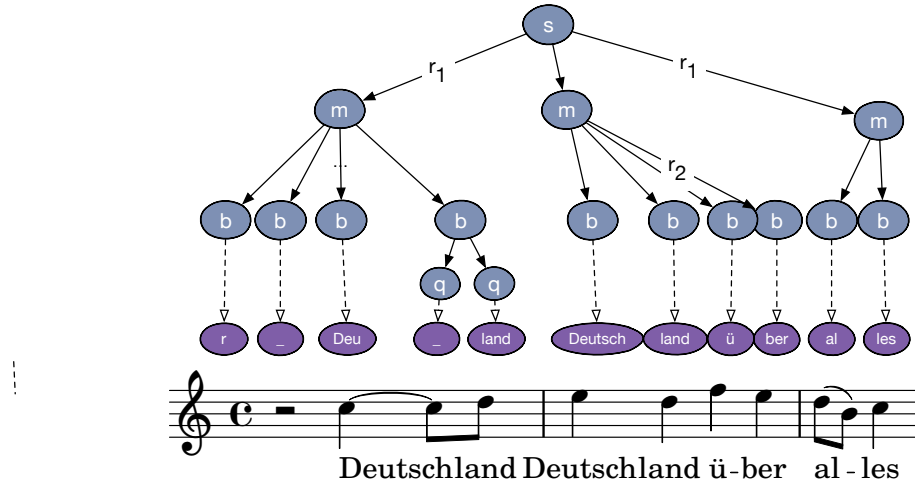 s
r1 r1
m m m
...
r2
b b b b b b b b b b
q q
r _ Deu _ land Deutsch land ü ber al les
Deutschland Deutschland ü-ber al-les